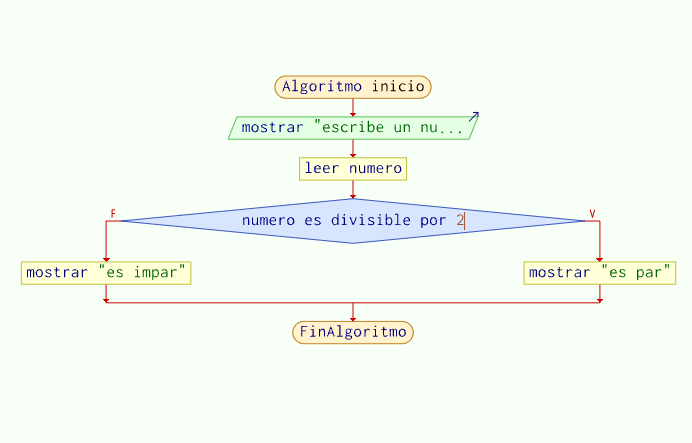 Algoritmo inicio
mostrar "escribe un nu...
leer numero
F
numero es divisible por 2
V
mostrar "es impar"
mostrar "es par"
FinAlgoritmo